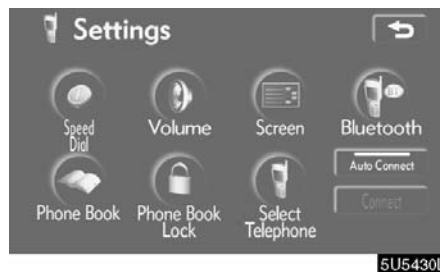 Settings
Speed
Dial
Volume
Screen
Bluetooth
Auto Connect
Phone Book
Phone Book
Lock
Select
Telephone
Connect
5U5430I